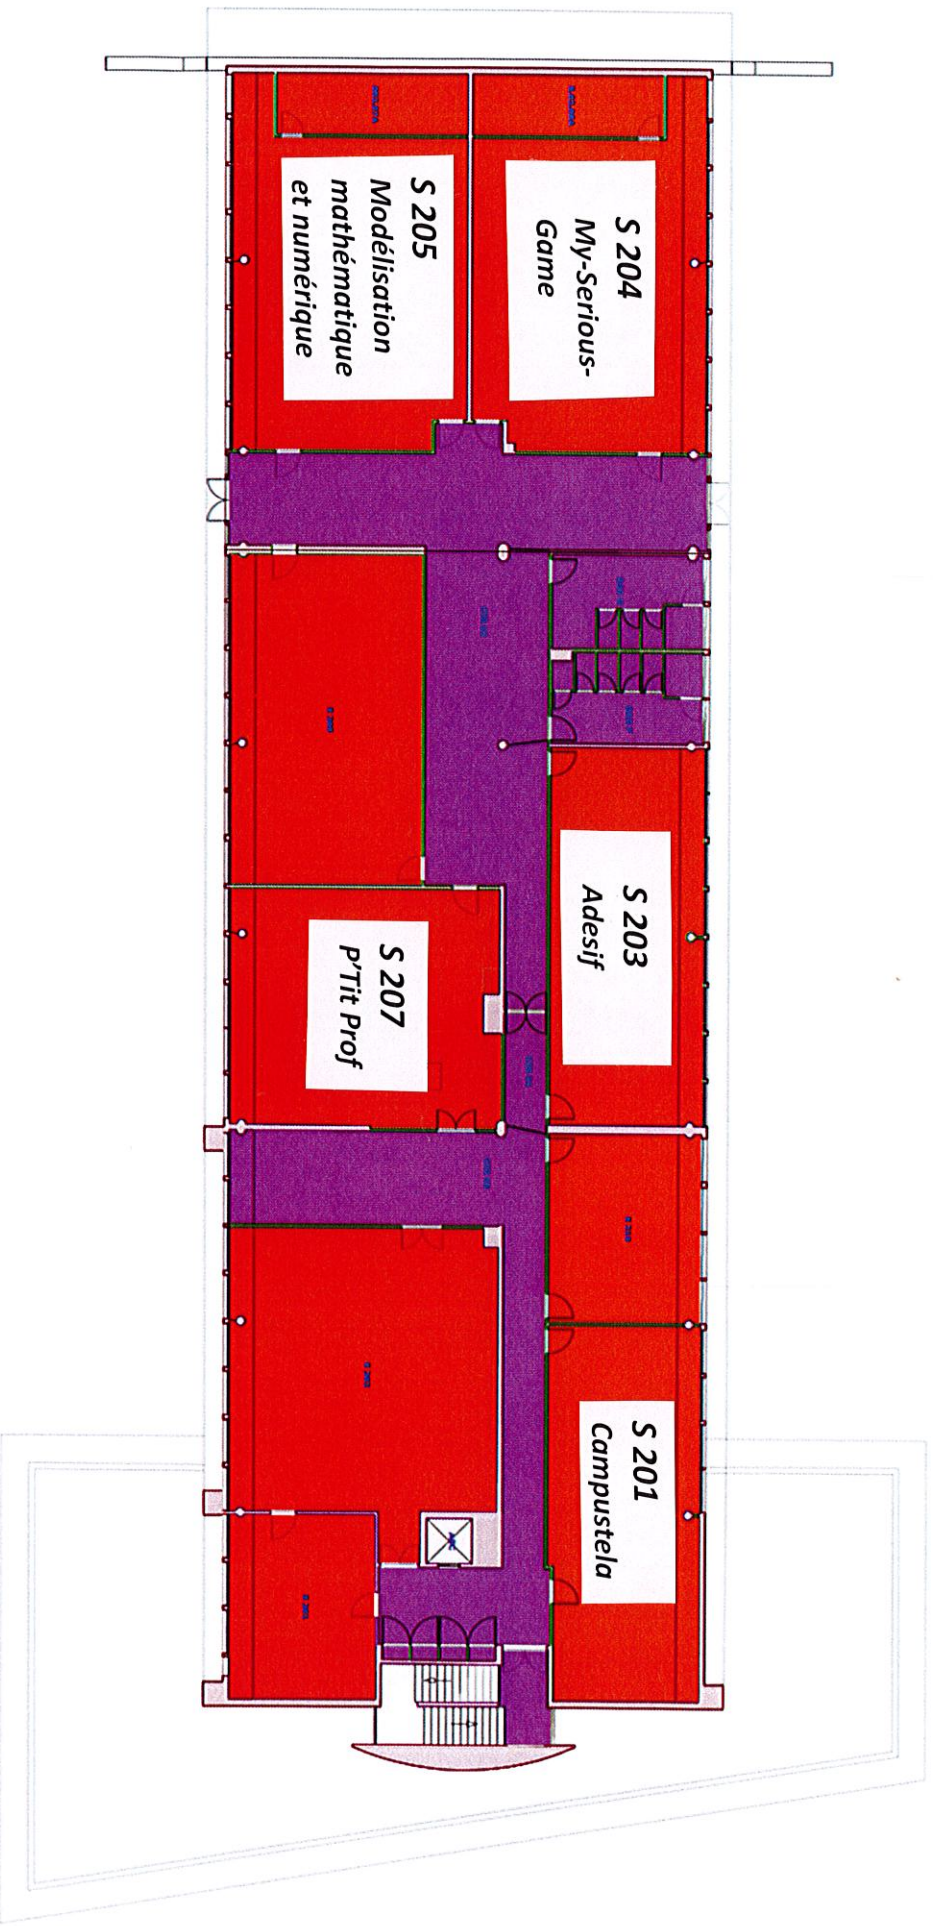 S 204
My-Serious-
Game
S 205
Modélisation
mathématique
et numérique
S 203
Adesif
S 207
P'Tit Prof
S 201
Campustela